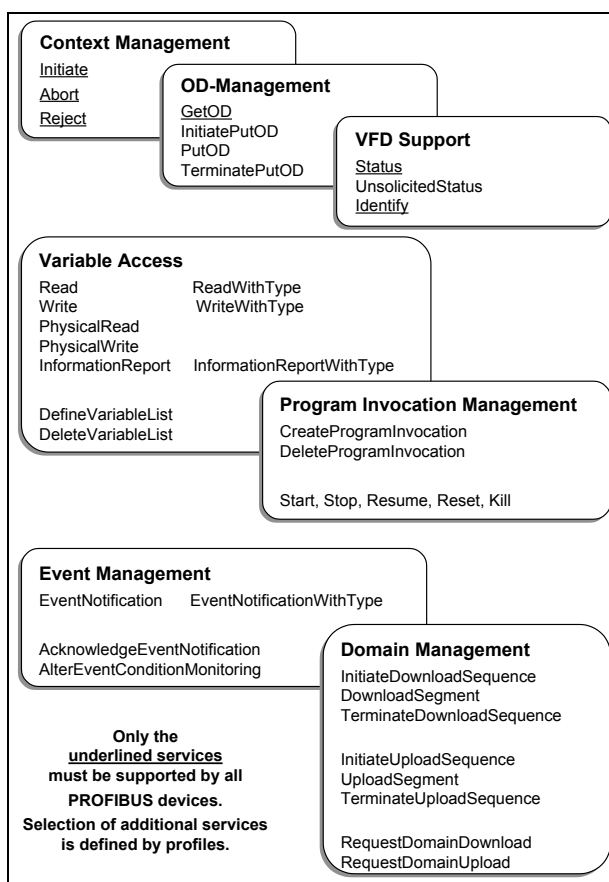 Context Management
Initiate
Abort
Reject
OD-Management
GetOD
InitiatePutOD
PutOD
TerminatePutOD
VFD Support
Status
UnsolicitedStatus
Identify
Variable Access
Read ReadWithType
Write WriteWithType
PhysicalRead
PhysicalWrite
InformationReport InformationReportWithType
DefineVariableList
DeleteVariableList
Program Invocation Management
CreateProgramInvocation
DeleteProgramInvocation
Start, Stop, Resume, Reset, Kill
Event Management
EventNotification EventNotificationWithType
AcknowledgeEventNotification
AlterEventConditionMonitoring
Domain Management
InitiateDownloadSequence
DownloadSegment
TerminateDownloadSequence
InitiateUploadSequence
UploadSegment
TerminateUploadSequence
RequestDomainDownload
RequestDomainUpload
Only the
underlined services
must be supported by all
PROFIBUS devices.
Selection of additional services
is defined by profiles.